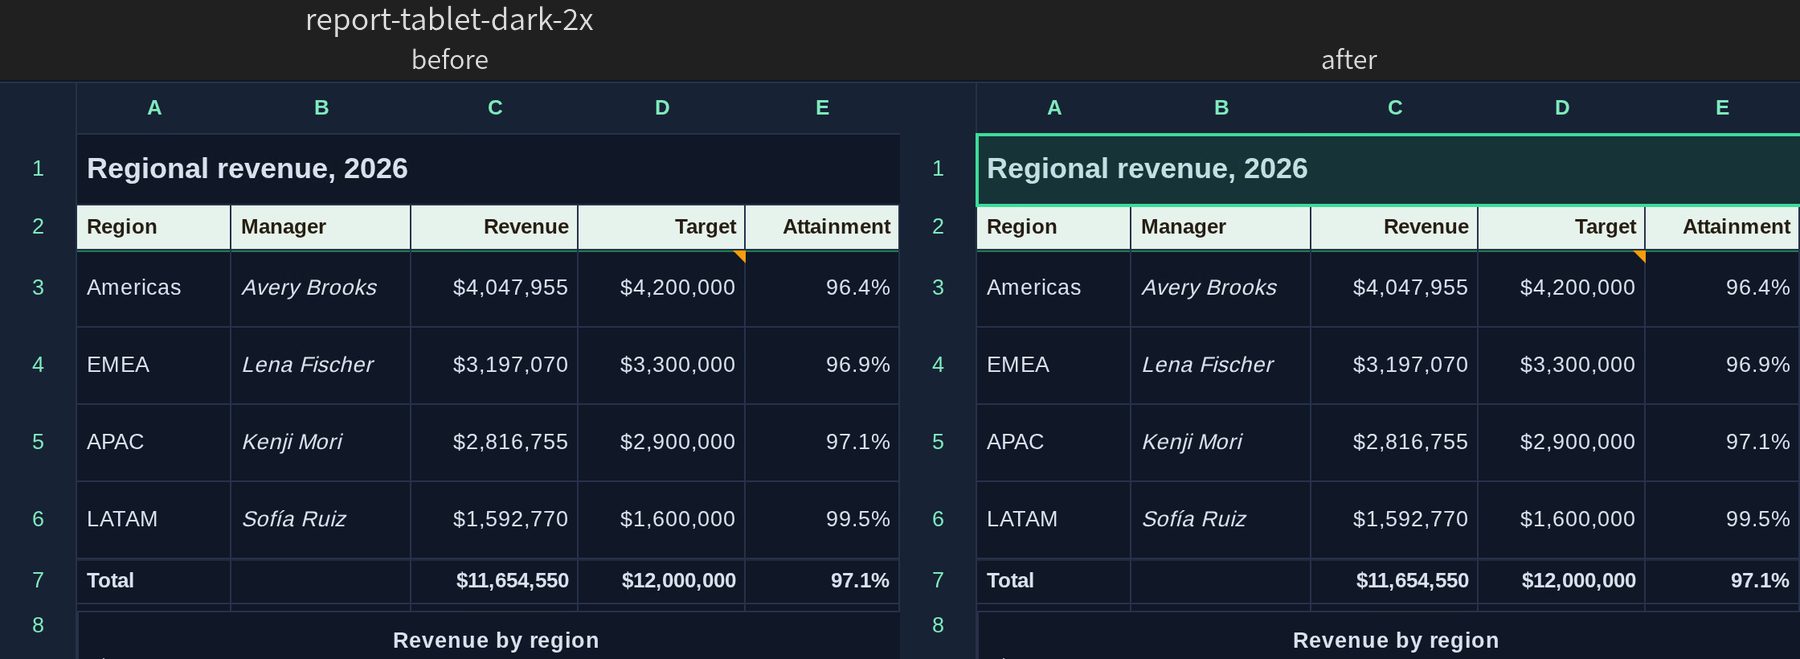 report-tablet-dark-2x
before after
A B C D E A B C D E
1 Regional revenue, 2026 1 Regional revenue, 2026
2 Region Manager Revenue Target Attainment 2 Region Manager Revenue Target Attainment
3 Americas Avery Brooks $4,047,955 $4,200,000 96.4% 3 Americas Avery Brooks $4,047,955 $4,200,000 96.4%
4 EMEA Lena Fischer $3,197,070 $3,300,000 96.9% 4 EMEA Lena Fischer $3,197,070 $3,300,000 96.9%
5 APAC Kenji Mori $2,816,755 $2,900,000 97.1% 5 APAC Kenji Mori $2,816,755 $2,900,000 97.1%
6 LATAM Sofía Ruiz $1,592,770 $1,600,000 99.5% 6 LATAM Sofía Ruiz $1,592,770 $1,600,000 99.5%
7 Total $11,654,550 $12,000,000 97.1% 7 Total $11,654,550 $12,000,000 97.1%
8 Revenue by region 8 Revenue by region